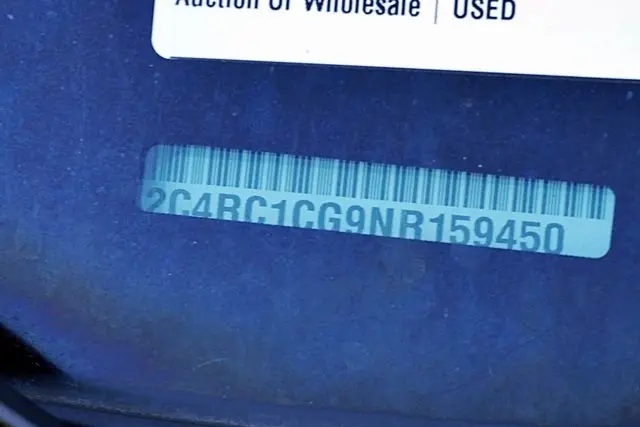 Auction Or Wholesale | USED
2C4RC1CG9NR159450